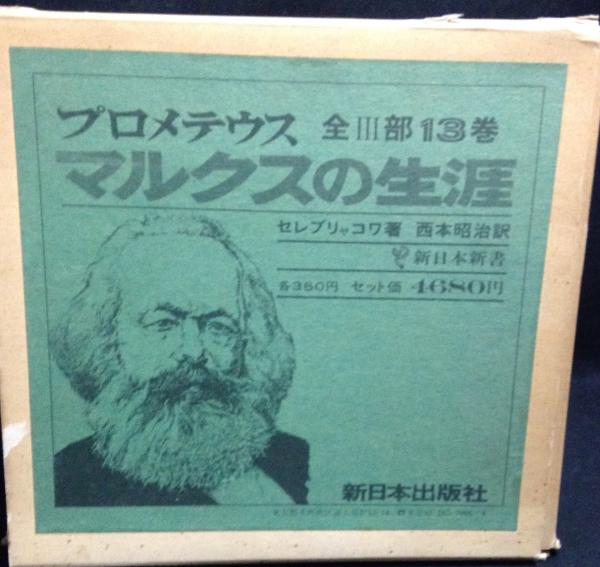 プロメテウス 全III部13巻
マルクスの生涯
セレブリャコワ著 西本昭治訳
新日本新書
各360円 セット価 4680円
新日本出版社